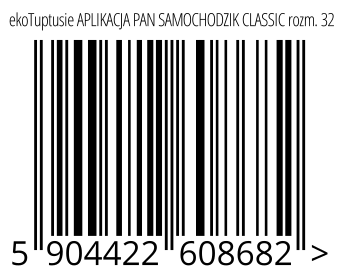 ekoTuptusie APLIKACJA PAN SAMOCHODZIK CLASSIC rozm. 32
5 904422 608682 >